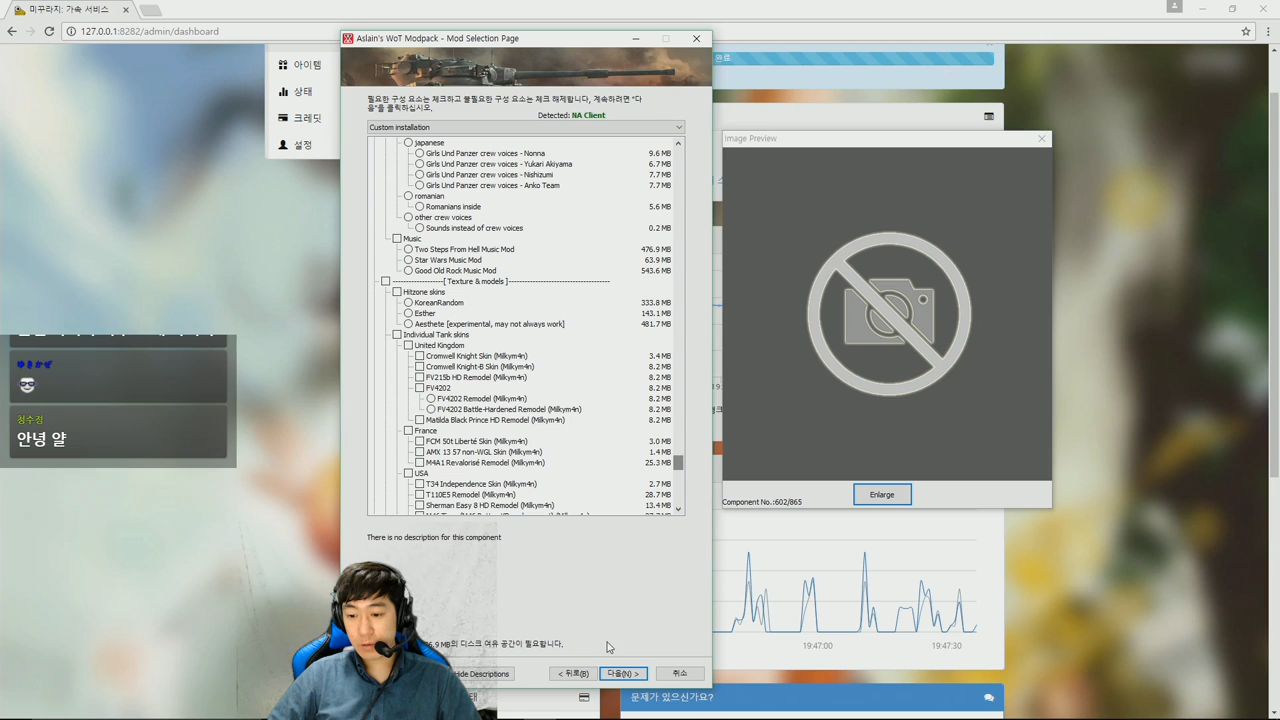 미꾸라지: 가속 서비스
127.0.0.1:8282/admin/dashboard
아이템
상태
크레딧
설정
ゆきかぜ
청수정
안녕 얄
Aslain's WoT Modpack - Mod Selection Page
필요한 구성 요소는 체크하고 불필요한 구성 요소는 체크 해제합니다, 계속하려면 "다
음"을 클릭하십시오.
Detected: NA Client
Custom installation
japanese
Girls Und Panzer crew voices - Nonna 9.6 MB
Girls Und Panzer crew voices - Yukari Akiyama 6.7 MB
Girls Und Panzer crew voices - Nishizumi 7.7 MB
Girls Und Panzer crew voices - Anko Team 7.7 MB
romanian
Romanians inside 5.6 MB
other crew voices
Sounds instead of crew voices 0.2 MB
Music
Two Steps From Hell Music Mod 476.9 MB
Star Wars Music Mod 63.9 MB
Good Old Rock Music Mod 543.6 MB
------------------[ Texture & models ]------------------------------------
Hitzone skins
KoreanRandom 333.8 MB
Esther 143.1 MB
Aesthete [experimental, may not always work] 481.7 MB
Individual Tank skins
United Kingdom
Cromwell Knight Skin (Milkym4n) 3.4 MB
Cromwell Knight-B Skin (Milkym4n) 8.2 MB
FV215b HD Remodel (Milkym4n) 8.2 MB
FV4202 8.2 MB
FV4202 Remodel (Milkym4n) 8.2 MB
FV4202 Battle-Hardened Remodel (Milkym4n) 8.2 MB
Matilda Black Prince HD Remodel (Milkym4n) 8.2 MB
France
FCM 50t Liberté Skin (Milkym4n) 3.0 MB
AMX 13 57 non-WGL Skin (Milkym4n) 1.4 MB
M4A1 Revalorisé Remodel (Milkym4n) 25.3 MB
USA
T34 Independence Skin (Milkym4n) 2.7 MB
T110E5 Remodel (Milkym4n) 28.7 MB
Sherman Easy 8 HD Remodel (Milkym4n) 13.4 MB
There is no description for this component
MB의 디스크 여유 공간이 필요합니다.
Hide Descriptions
< 뒤로(B)
다음(N) >
취소
완료
Image Preview
Component No.:602/865
Enlarge
19:47:00
19:47:30
문제가 있으신가요?